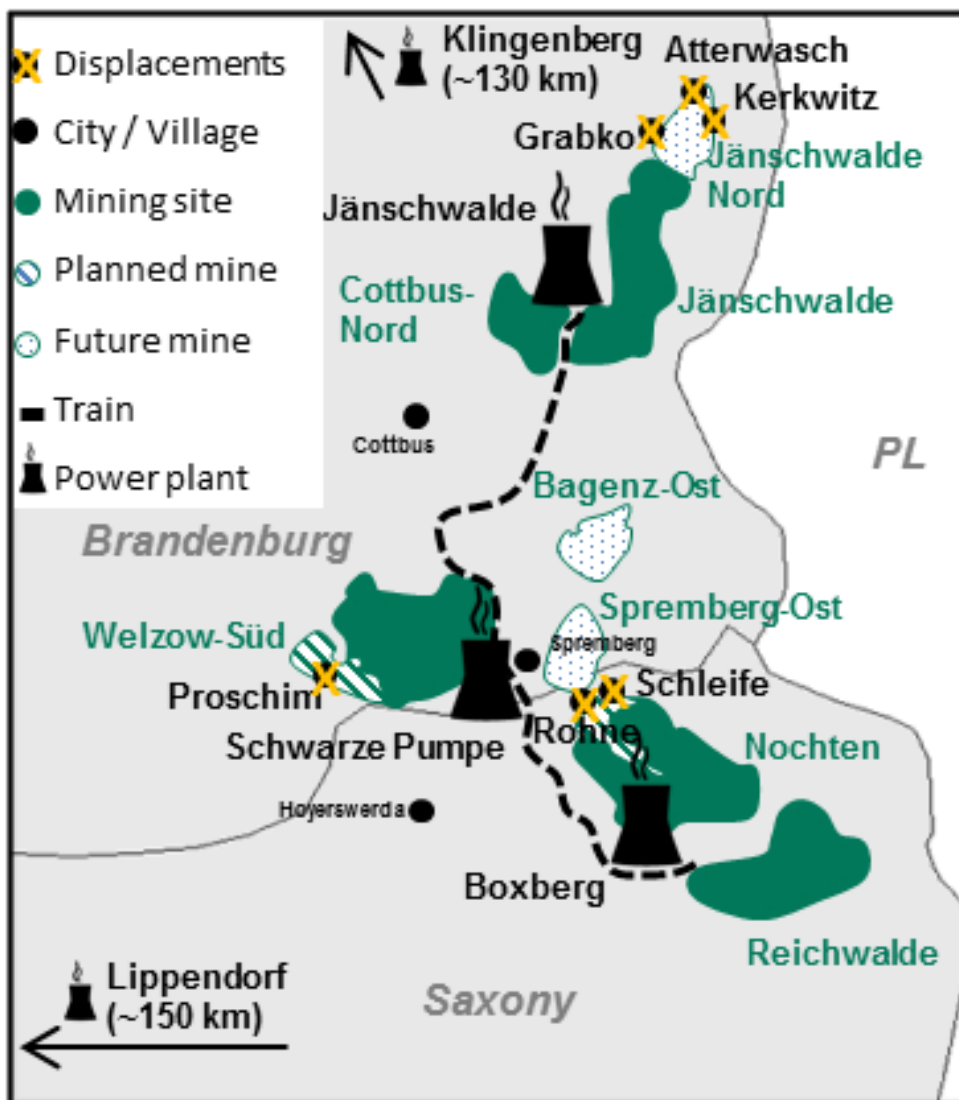 Displacements
City / Village
Mining site
Planned mine
Future mine
Train
Power plant
Klingenberg
(~130 km)
Atterwasch
Kerkwitz
Grabko
Jänschwalde
Nord
Jänschwalde
Cottbus-
Nord
Jänschwalde
Cottbus
PL
Bagenz-Ost
Brandenburg
Spremberg-Ost
Welzow-Süd
Spremberg
Proschim
Schleife
Rohne
Schwarze Pumpe
Nochten
Hoyerswerda
Boxberg
Reichwalde
Lippendorf
(~150 km)
Saxony